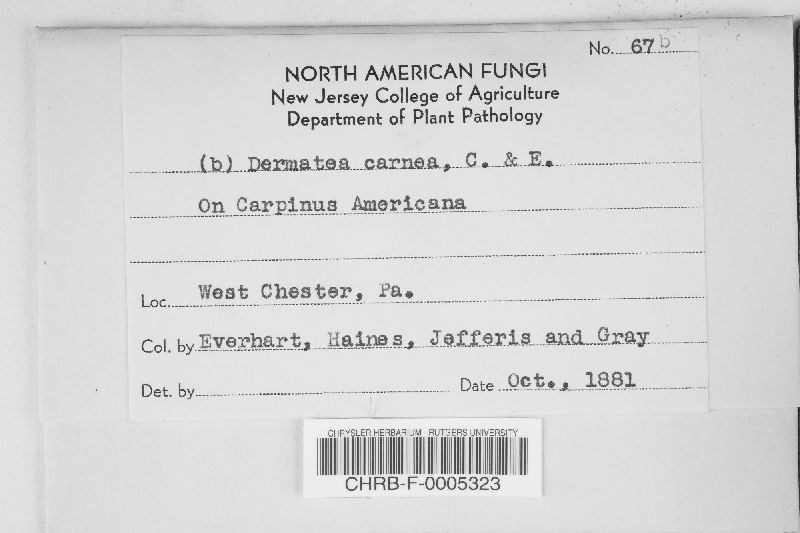 No. 67 b
NORTH AMERICAN FUNGI
New Jersey College of Agriculture
Department of Plant Pathology
(b) Dermatea carnea, C. & E.
On Carpinus Americana
Loc. West Chester, Pa.
Col. by Everhart, Haines, Jefferis and Gray
Det. by Date Oct., 1881
CHRYSLER HERBARIUM - RUTGERS UNIVERSITY
CHRB-F-0005323